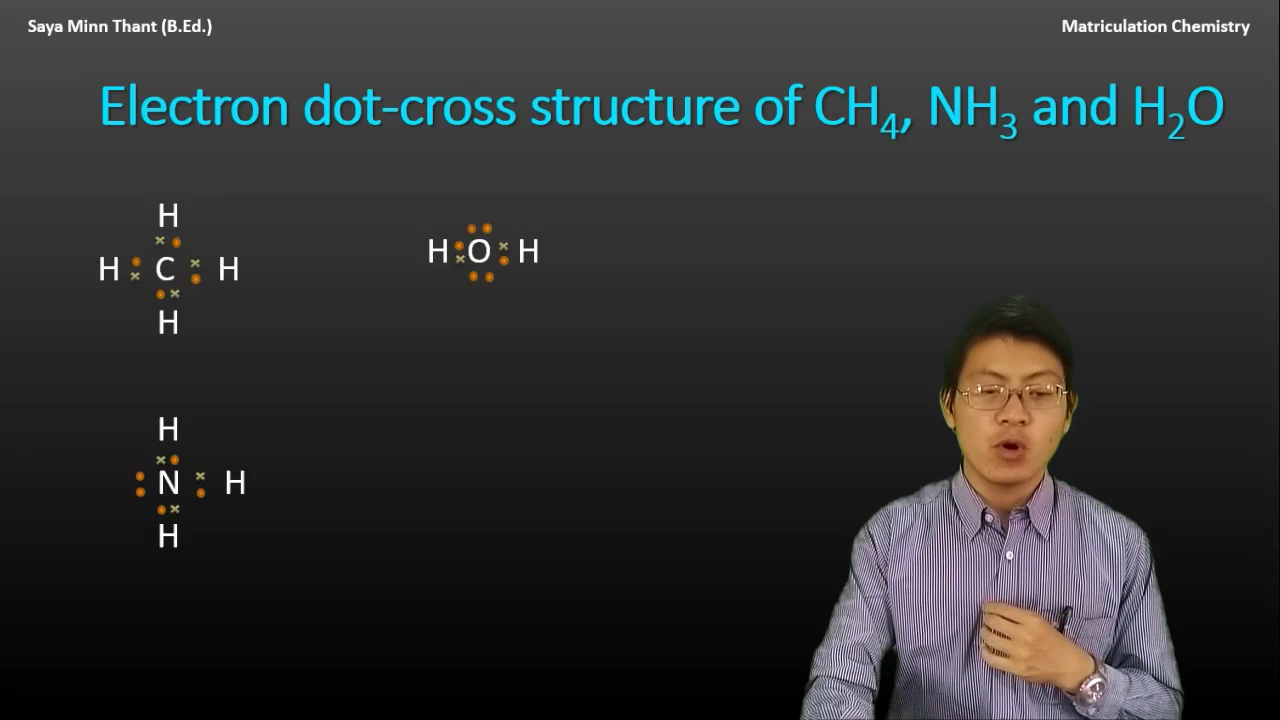 Saya Minn Thant (B.Ed.)
Matriculation Chemistry
Electron dot-cross structure of CH₄, NH₃ and H₂O
H
H C H
H
H O H
H
N H
H